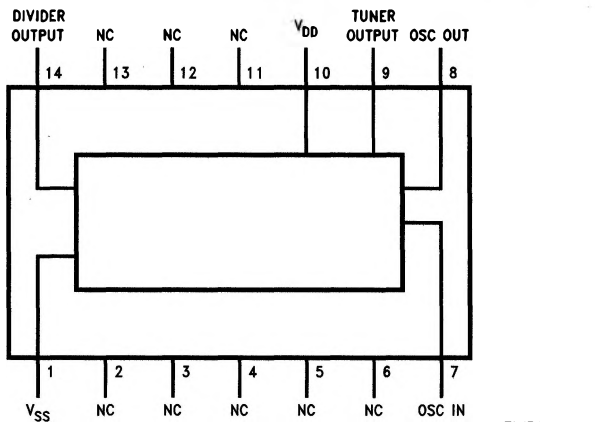 DIVIDER OUTPUT NC NC NC VDD TUNER OUTPUT OSC OUT
14 13 12 11 10 9 8
1 2 3 4 5 6 7
VSS NC NC NC NC NC OSC IN